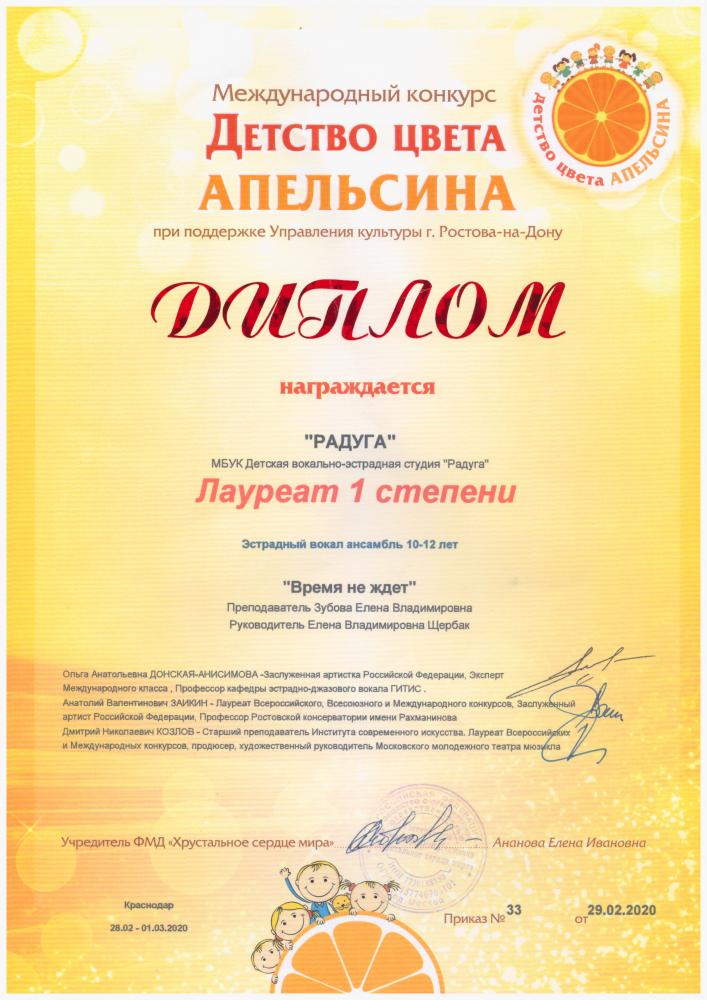 Международный конкурс
ДЕТСТВО ЦВЕТА
АПЕЛЬСИНА
Детство цвета АПЕЛЬСИНА
при поддержке Управления культуры г. Ростова-на-Дону
ДИПЛОМ
награждается
"РАДУГА"
МБУК Детская вокально-эстрадная студия "Радуга"
Лауреат 1 степени
Эстрадный вокал ансамбль 10-12 лет
"Время не ждет"
Преподаватель Зубова Елена Владимировна
Руководитель Елена Владимировна Щербак
Ольга Анатольевна ДОНСКАЯ-АНИСИМОВА -Заслуженная артистка Российской Федерации, Эксперт
Международного класса , Профессор кафедры эстрадно-джазового вокала ГИТИС .
Анатолий Валентинович ЗАИКИН - Лауреат Всероссийского, Всесоюзного и Международного конкурсов, Заслуженный
артист Российской Федерации, Профессор Ростовской консерватории имени Рахманинова
Дмитрий Николаевич КОЗЛОВ - Старший преподаватель Института современного искусства. Лауреат Всероссийских
и Международных конкурсов, продюсер, художественный руководитель Московского молодежного театра мюзикла
Учредитель ФМД «Хрустальное сердце мира» Ананова Елена Ивановна
Краснодар
28.02 - 01.03.2020
Приказ № 33 от 29.02.2020